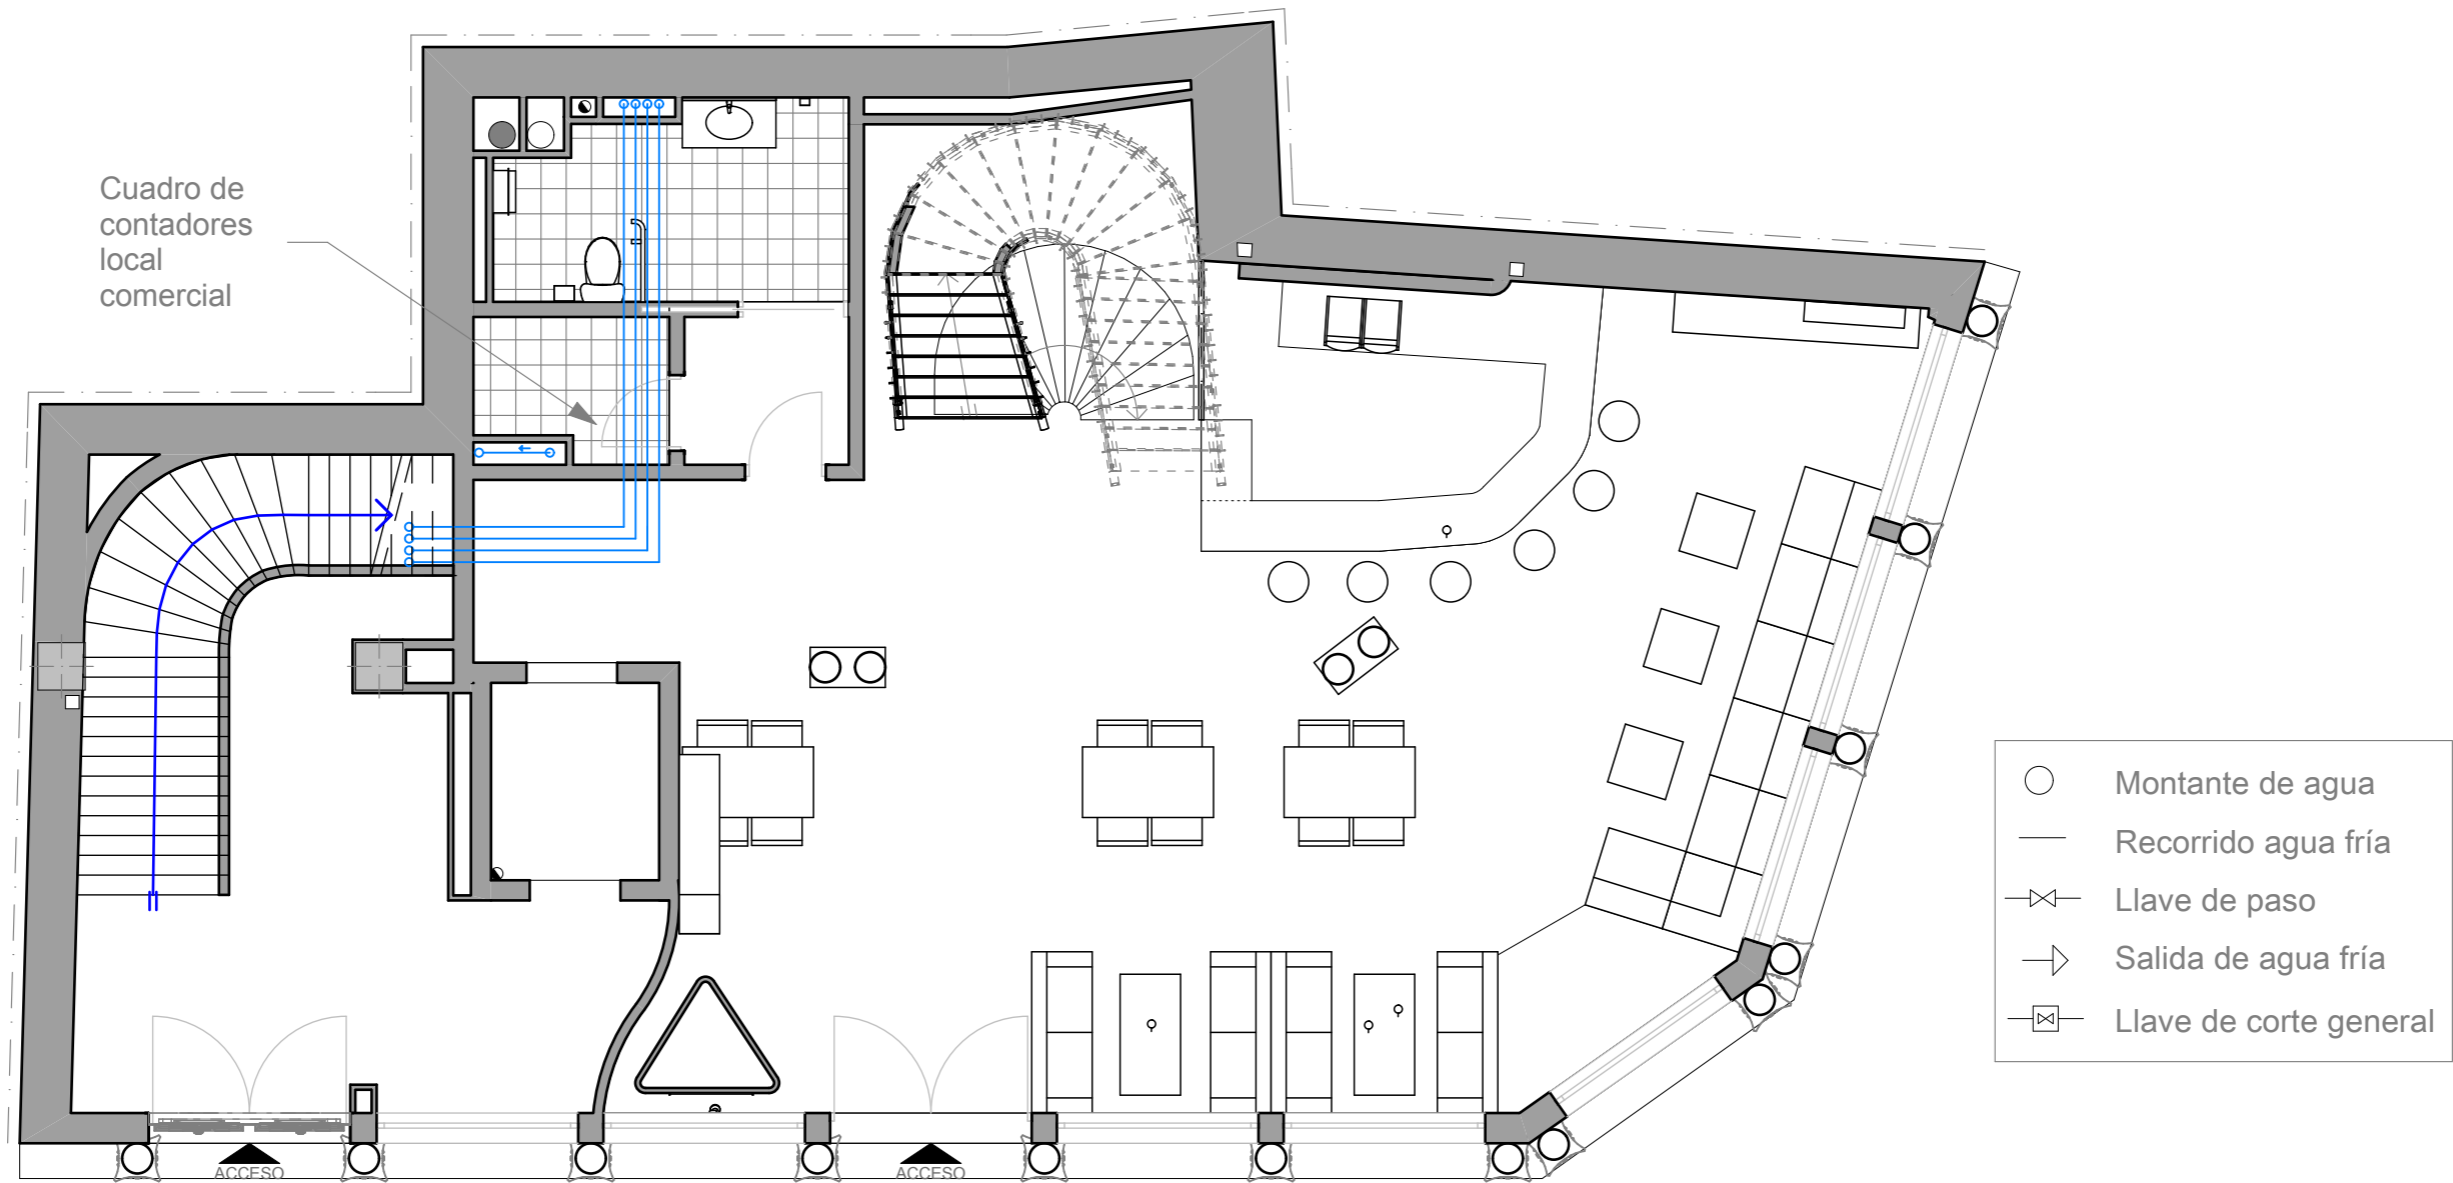 Cuadro de
contadores
local
comercial
Montante de agua
Recorrido agua fría
Llave de paso
Salida de agua fría
Llave de corte general
ACCESO
ACCESO